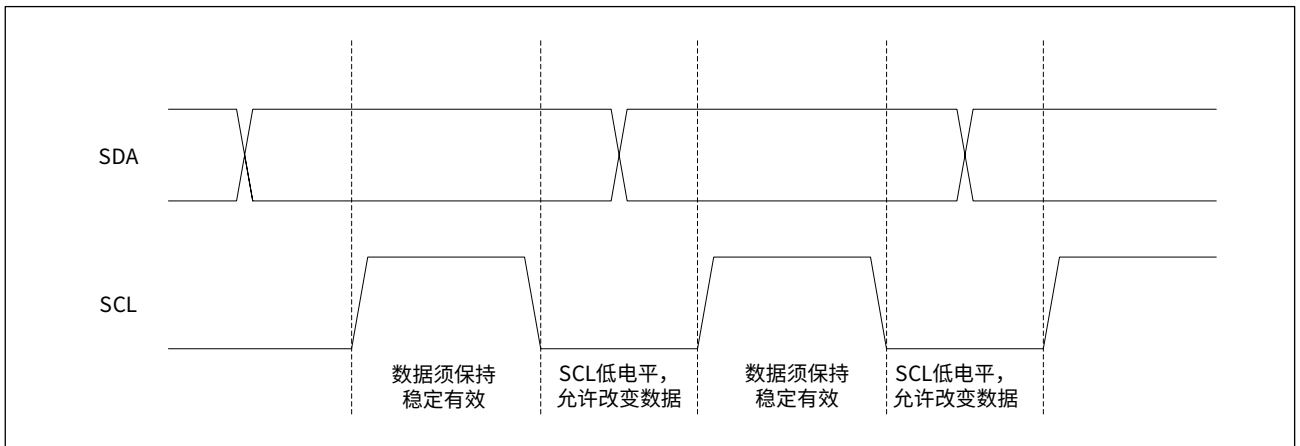 SDA
SCL
数据须保持
稳定有效
SCL低电平，
允许改变数据
数据须保持
稳定有效
SCL低电平，
允许改变数据